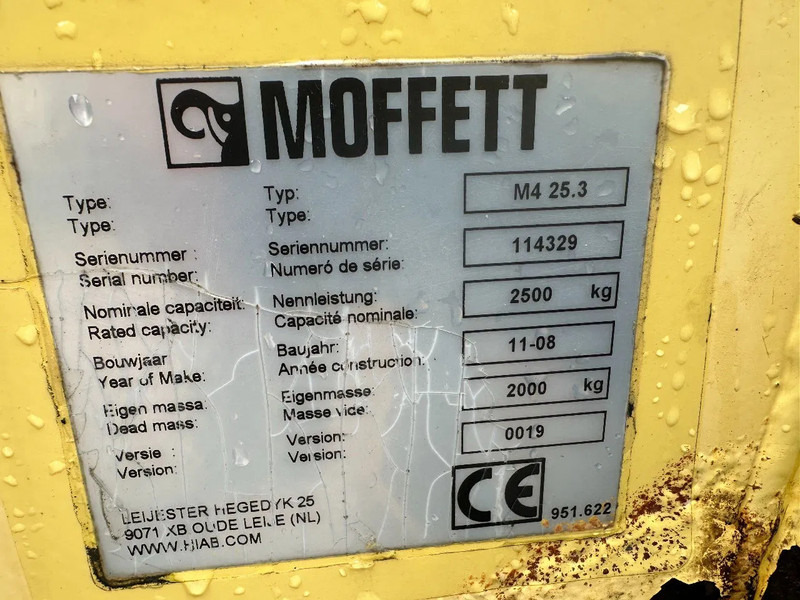 MOFFETT
Type: Typ: M4 25.3
Type: Type:
Serienummer : Seriennummer: 114329
Serial number: Numeró de série:
Nominale capaciteit: Nennleistung: 2500 kg
Rated capacity: Capacité nominale:
Bouwjaar Baujahr: 11-08
Year of Make: Année construction:
Eigen massa: Eigenmasse: 2000 kg
Dead mass: Masse vide:
Versie : Version: 0019
Version: Version:
LEIJESTER HEGEDYK 25
9071 XB OUDE LEIJE (NL)
WWW.HIAB.COM
CE 951.622